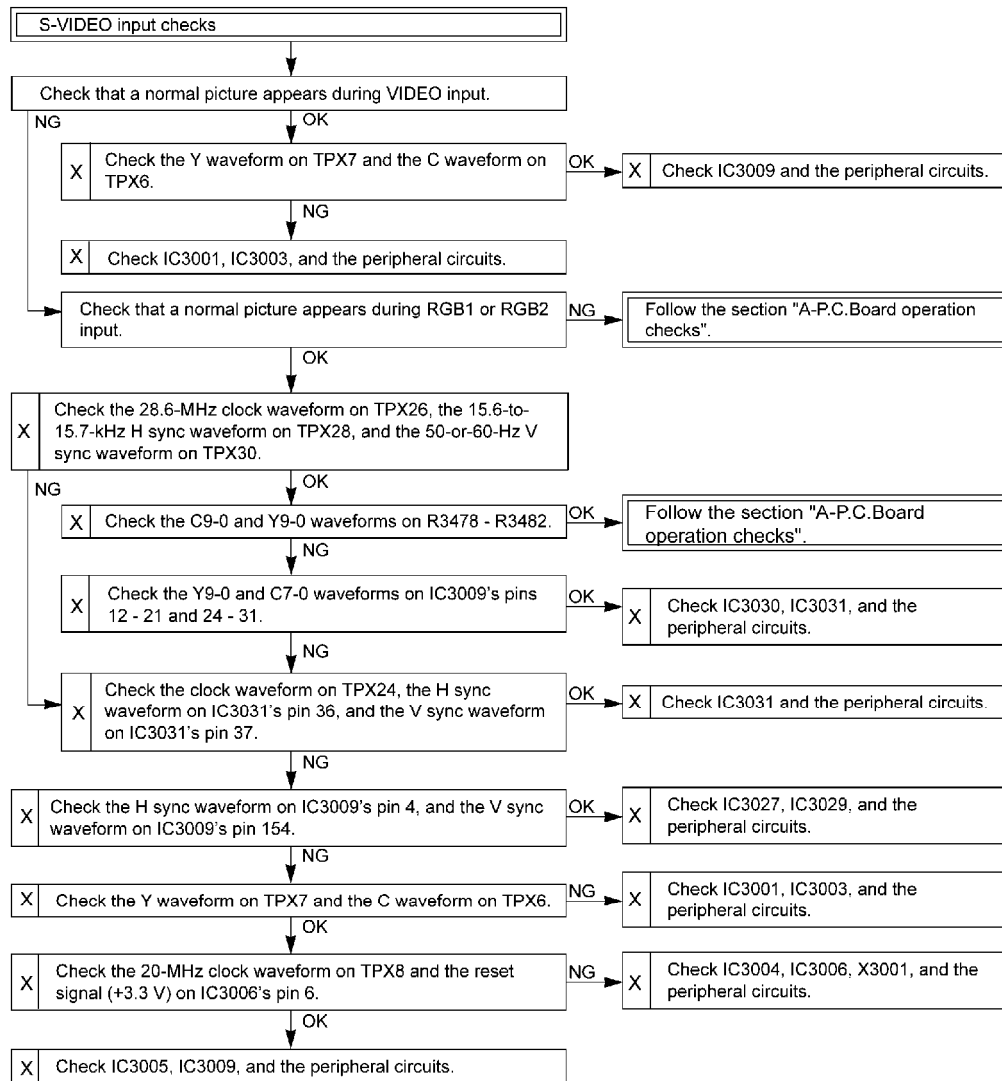 S-VIDEO input checks
Check that a normal picture appears during VIDEO input.
NG
OK
X
Check the Y waveform on TPX7 and the C waveform on
TPX6.
OK
X
Check IC3009 and the peripheral circuits.
NG
X
Check IC3001, IC3003, and the peripheral circuits.
Check that a normal picture appears during RGB1 or RGB2
input.
NG
Follow the section "A-P.C.Board operation
checks".
OK
X
Check the 28.6-MHz clock waveform on TPX26, the 15.6-to-
15.7-kHz H sync waveform on TPX28, and the 50-or-60-Hz V
sync waveform on TPX30.
NG
OK
X
Check the C9-0 and Y9-0 waveforms on R3478 - R3482.
OK
Follow the section "A-P.C.Board
operation checks".
NG
X
Check the Y9-0 and C7-0 waveforms on IC3009's pins
12 - 21 and 24 - 31.
OK
X
Check IC3030, IC3031, and the
peripheral circuits.
NG
X
Check the clock waveform on TPX24, the H sync
waveform on IC3031's pin 36, and the V sync waveform
on IC3031's pin 37.
OK
X
Check IC3031 and the peripheral circuits.
NG
X
Check the H sync waveform on IC3009's pin 4, and the V sync
waveform on IC3009's pin 154.
OK
X
Check IC3027, IC3029, and the
peripheral circuits.
NG
X
Check the Y waveform on TPX7 and the C waveform on TPX6.
NG
X
Check IC3001, IC3003, and the
peripheral circuits.
OK
X
Check the 20-MHz clock waveform on TPX8 and the reset
signal (+3.3 V) on IC3006's pin 6.
NG
X
Check IC3004, IC3006, X3001, and the
peripheral circuits.
OK
X
Check IC3005, IC3009, and the peripheral circuits.